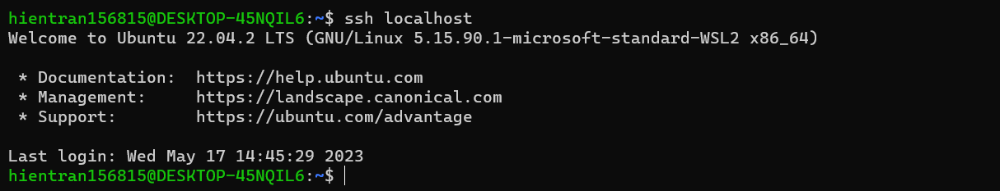 hientran156815@DESKTOP-45NQIL6:~$ ssh localhost
Welcome to Ubuntu 22.04.2 LTS (GNU/Linux 5.15.90.1-microsoft-standard-WSL2 x86_64)
* Documentation:  https://help.ubuntu.com
* Management:     https://landscape.canonical.com
* Support:        https://ubuntu.com/advantage
Last login: Wed May 17 14:45:29 2023
hientran156815@DESKTOP-45NQIL6:~$